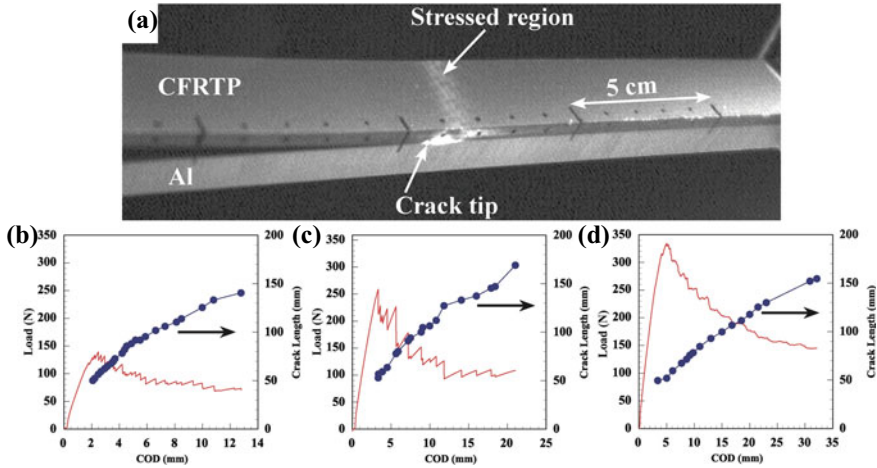 (a)
Stressed region
CFRTP
5 cm
Al
Crack tip
(b)
350
300
250
200
150
100
50
0
Load (N)
0 2 4 6 8 10 12 14
COD (mm)
200
150
100
50
0
Crack Length (mm)
(c)
350
300
250
200
150
100
50
0
Load (N)
0 5 10 15 20 25
COD (mm)
200
150
100
50
0
Crack Length (mm)
(d)
350
300
250
200
150
100
50
0
Load (N)
0 5 10 15 20 25 30 35
COD (mm)
200
150
100
50
0
Crack Length (mm)